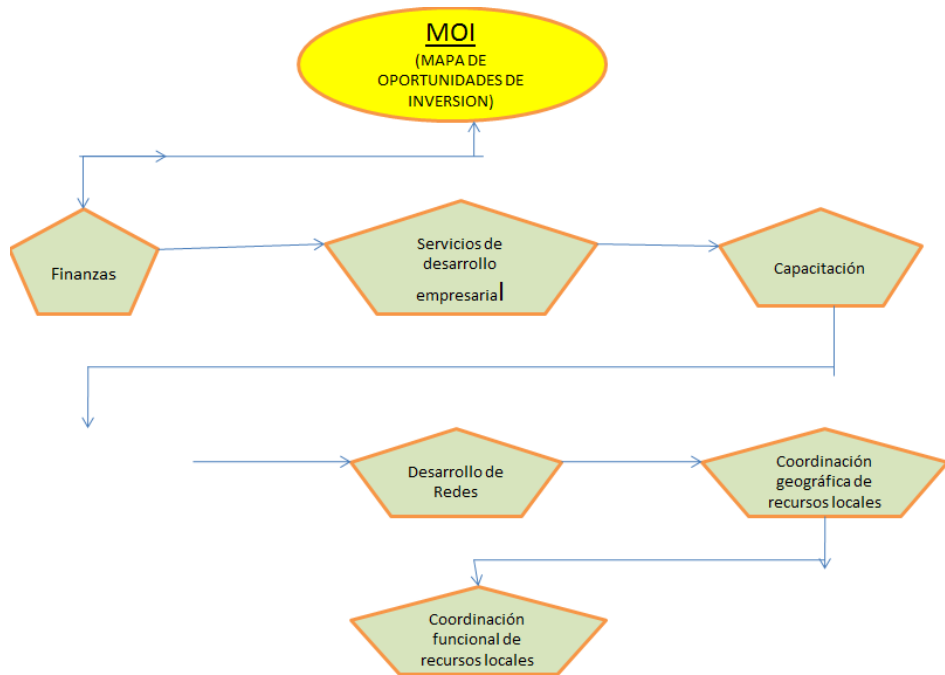 MOI
(MAPA DE
OPORTUNIDADES DE
INVERSION)
Finanzas
Servicios de
desarrollo
empresarial
Capacitación
Desarrollo de
Redes
Coordinación
geográfica de
recursos locales
Coordinación
funcional de
recursos locales